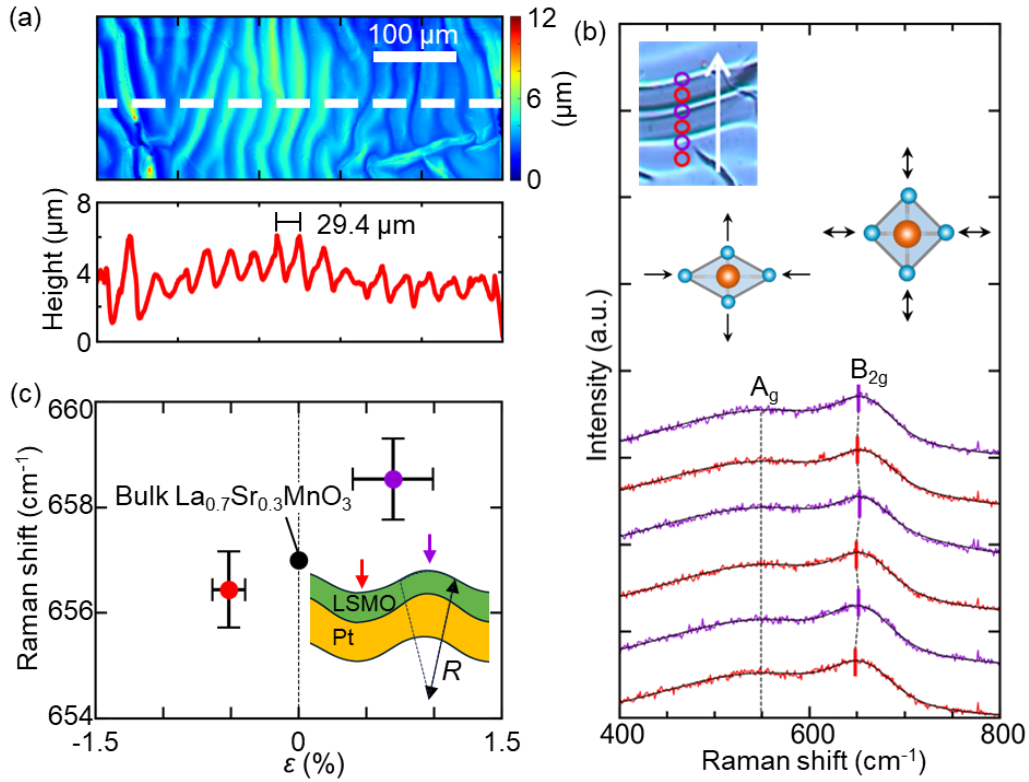 (a)
100 µm
12
6
0
(µm)
8
4
0
Height (µm)
29.4 µm
(b)
Intensity (a.u.)
A_g
B_2g
400
600
800
Raman shift (cm⁻¹)
(c)
660
658
656
654
Raman shift (cm⁻¹)
Bulk La₀.₇Sr₀.₃MnO₃
LSMO
Pt
R
-1.5
0
1.5
ε (%)